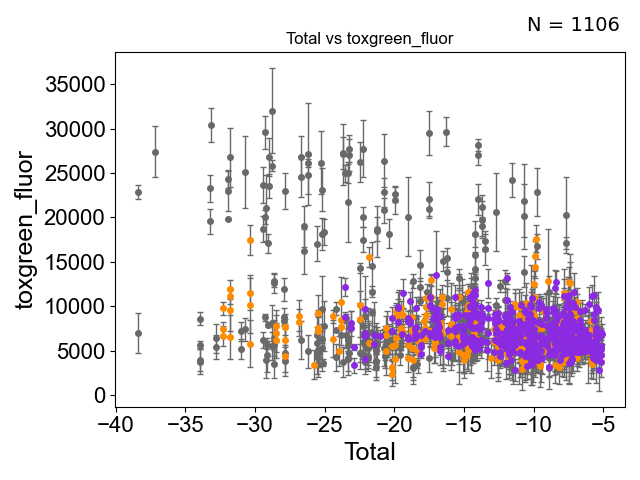 N = 1106
Total vs toxgreen_fluor
toxgreen_fluor
35000
30000
25000
20000
15000
10000
5000
0
−40 −35 −30 −25 −20 −15 −10 −5
Total